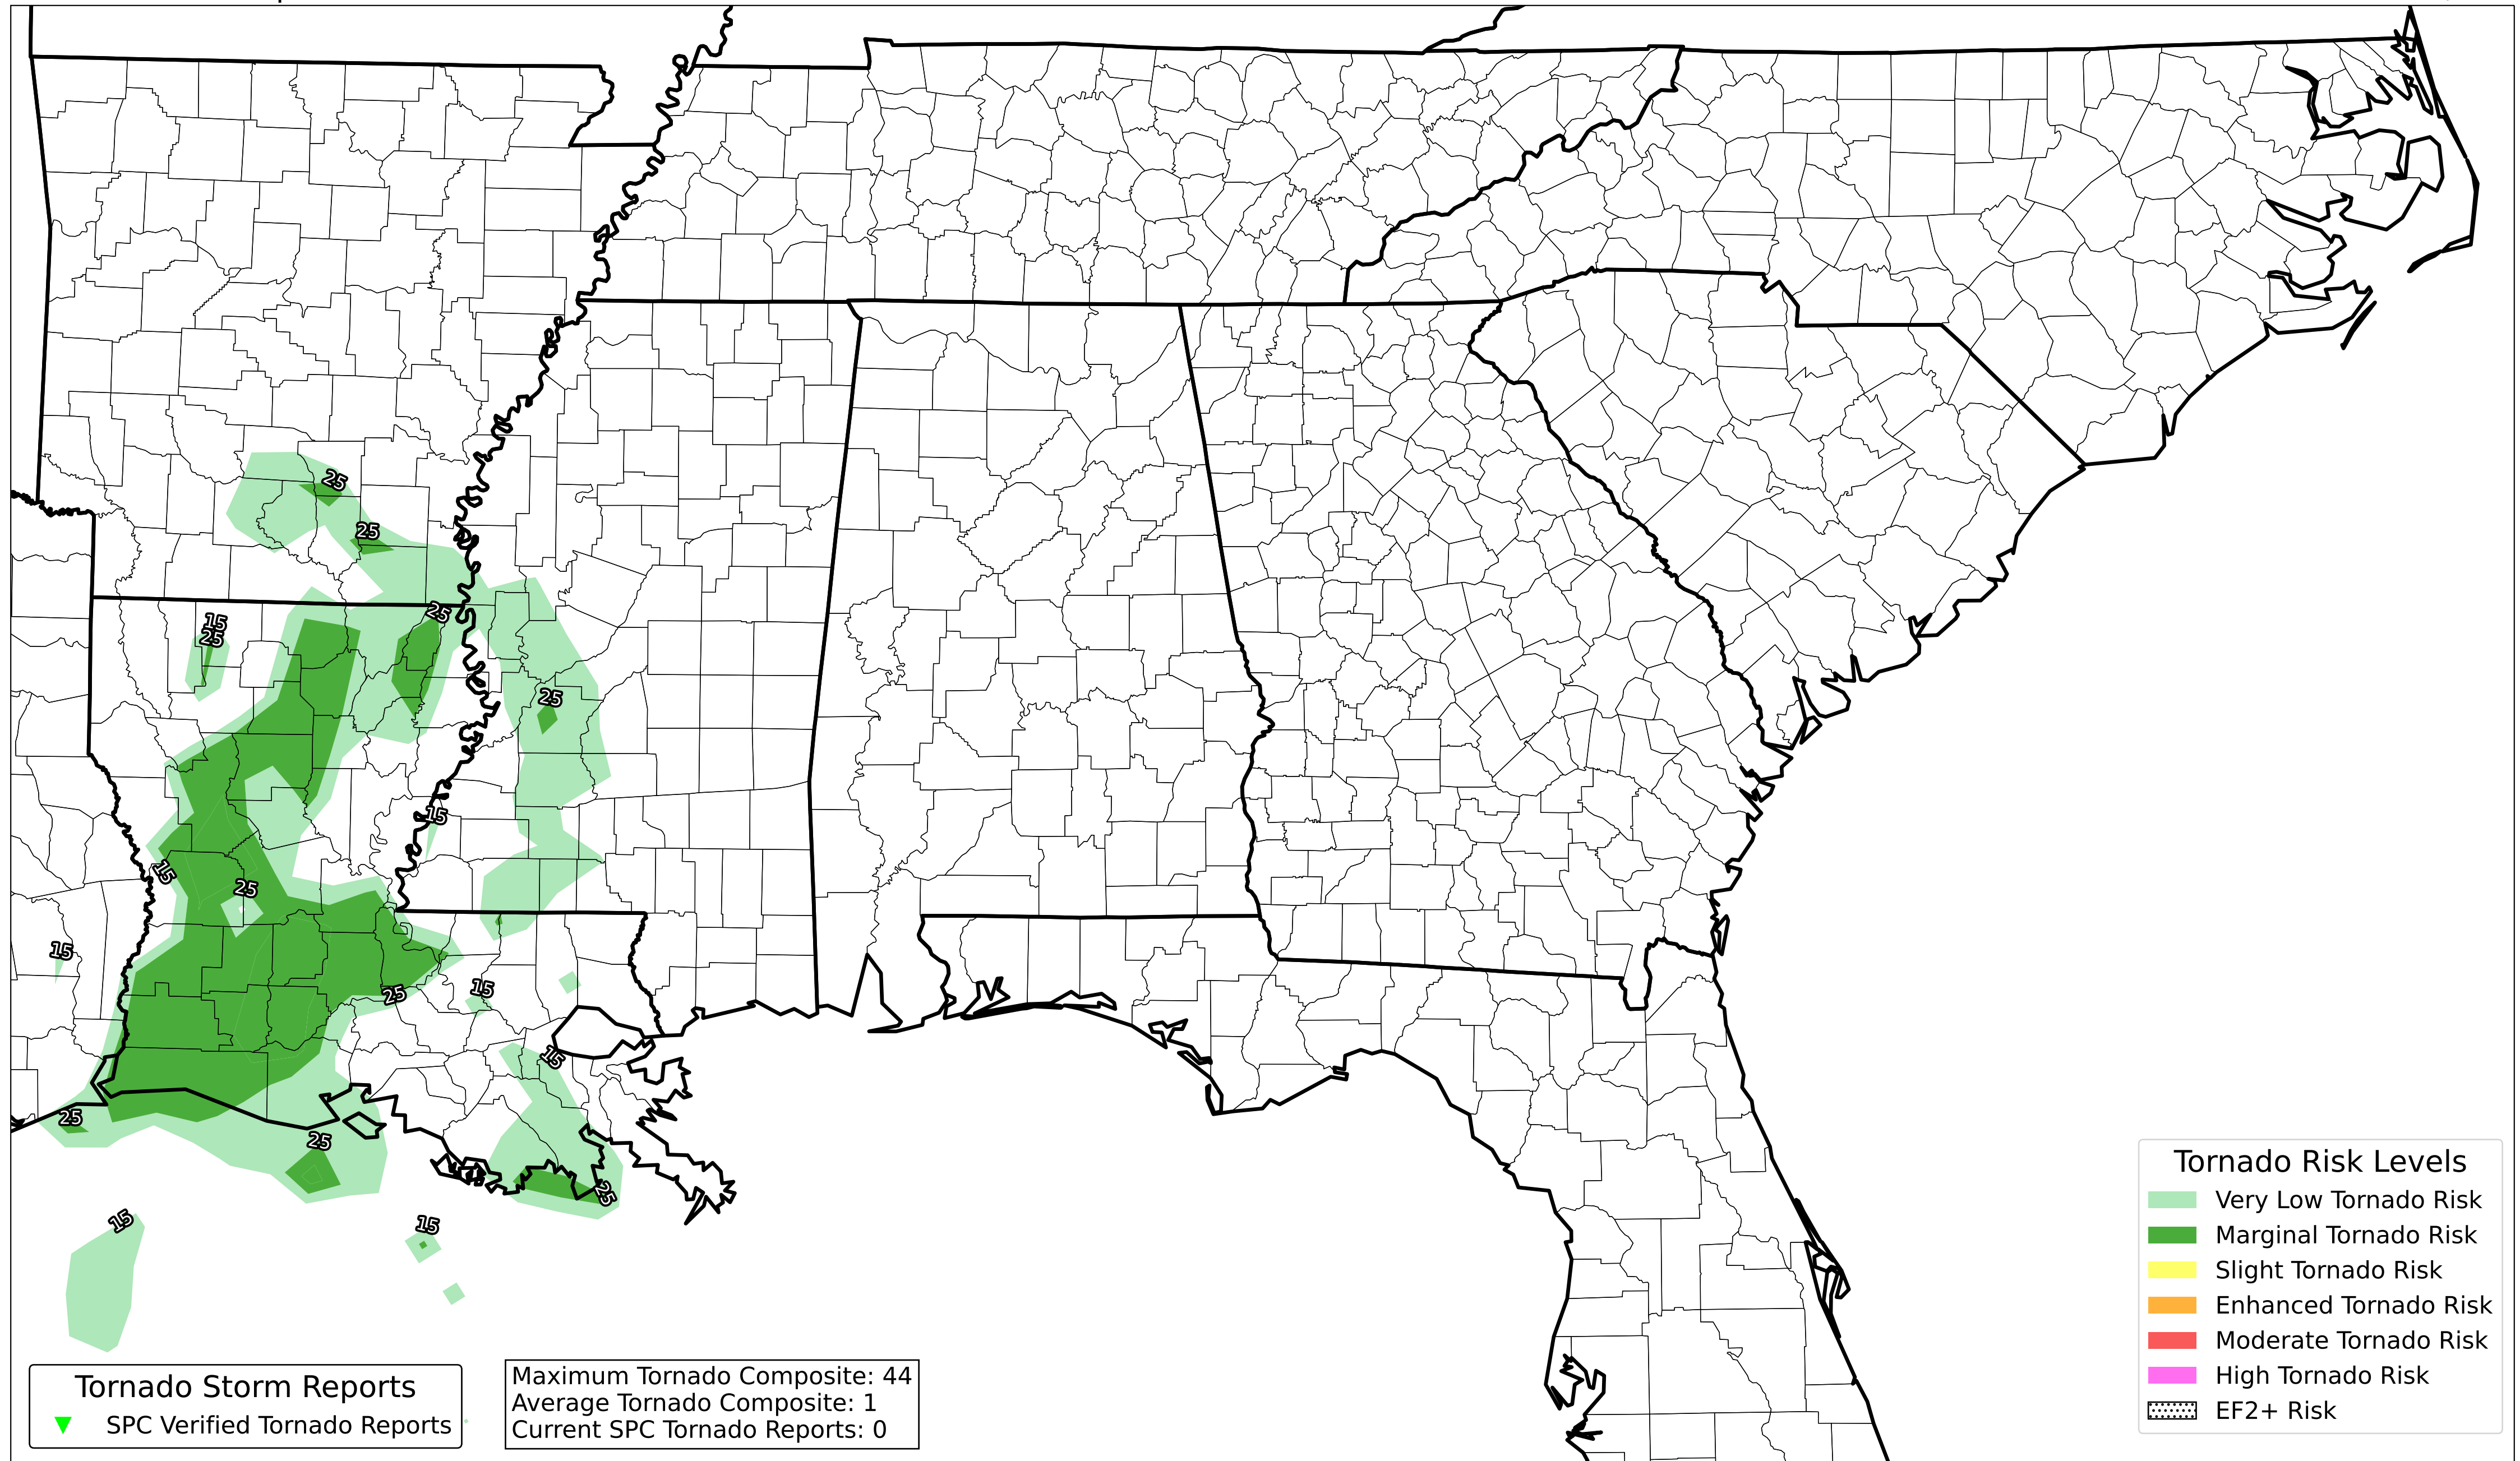 25
25
15
25
25
25
15
15
25
15
25
15
15
25
25
25
15
15
Tornado Storm Reports
SPC Verified Tornado Reports
Maximum Tornado Composite: 44
Average Tornado Composite: 1
Current SPC Tornado Reports: 0
Tornado Risk Levels
Very Low Tornado Risk
Marginal Tornado Risk
Slight Tornado Risk
Enhanced Tornado Risk
Moderate Tornado Risk
High Tornado Risk
EF2+ Risk